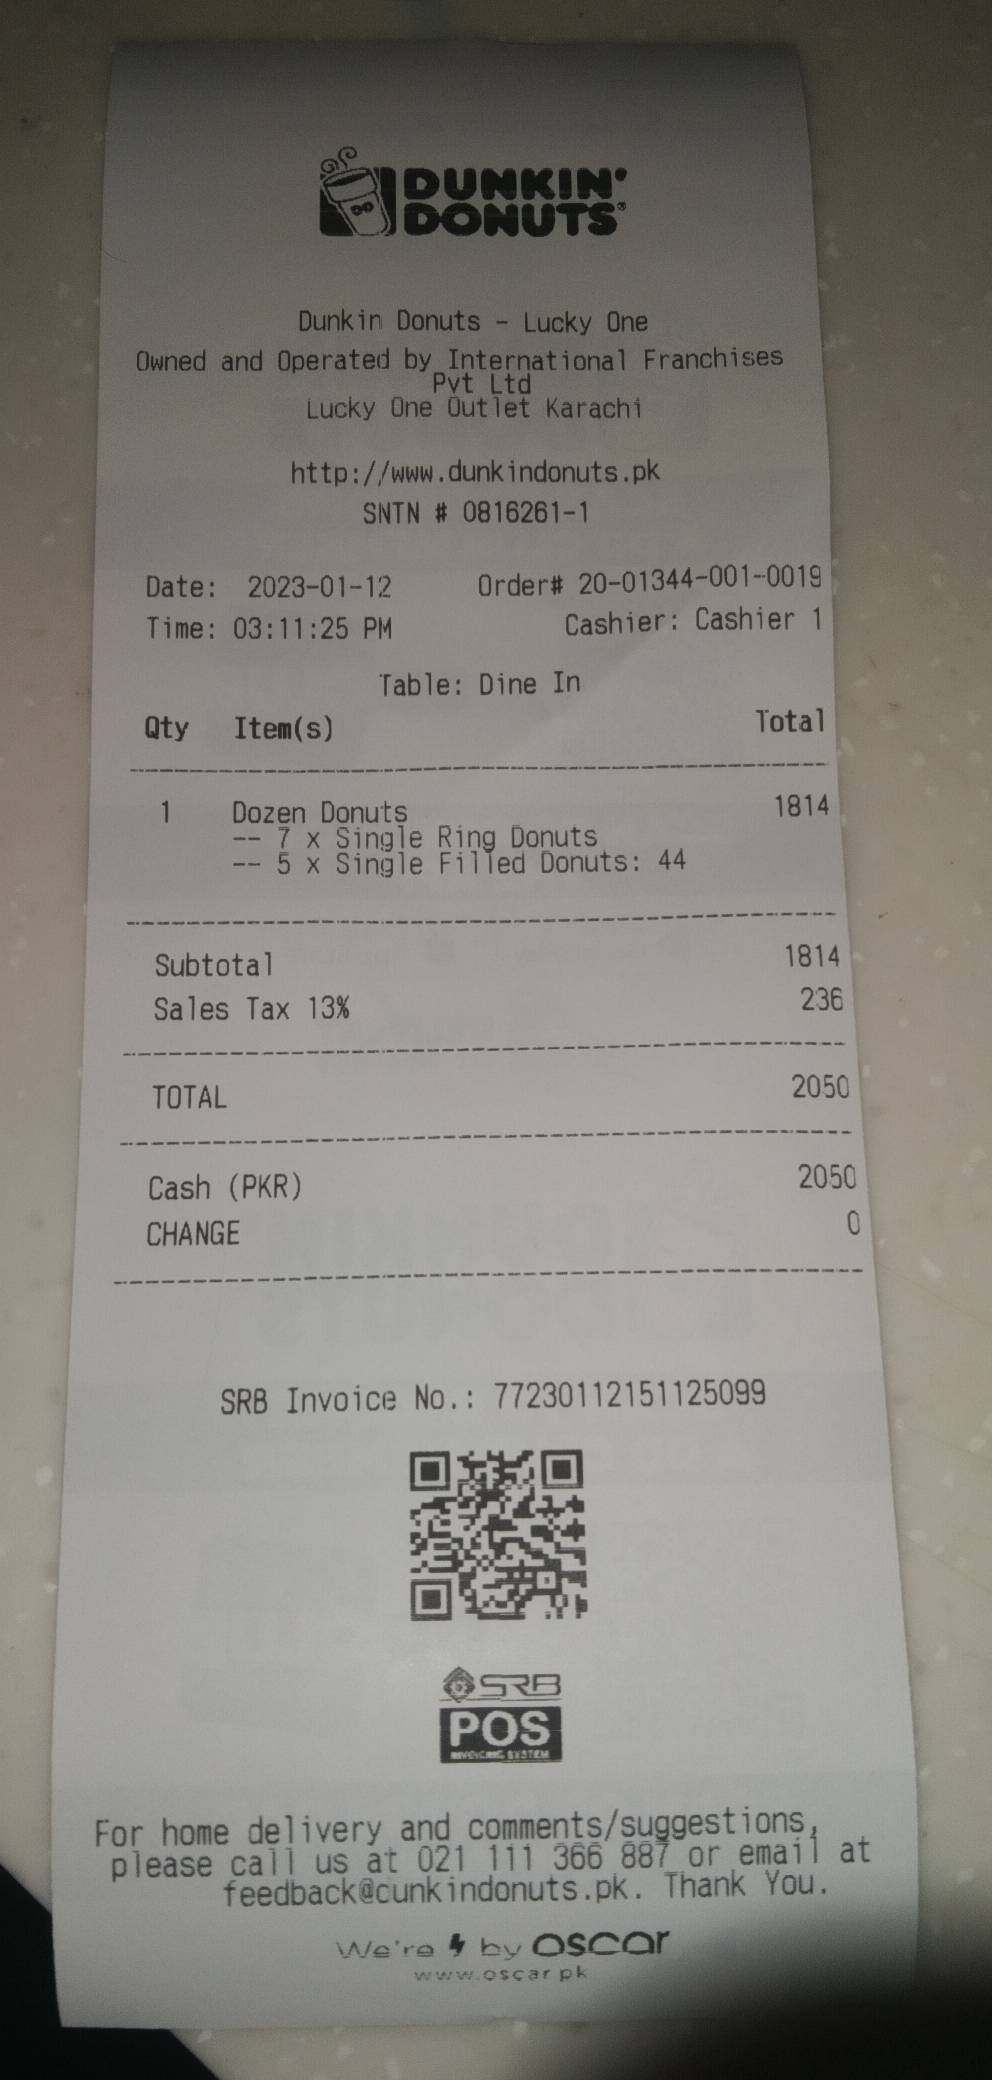 DUNKIN'
DONUTS
Dunkin Donuts - Lucky One
Owned and Operated by International Franchises
Pvt Ltd
Lucky One Outlet Karachi
http://www.dunkindonuts.pk
SNTN # 0816261-1
Date: 2023-01-12 Order# 20-01344-001-0019
Time: 03:11:25 PM Cashier: Cashier 1
Table: Dine In
Qty Item(s) Total
1 Dozen Donuts 1814
-- 7 x Single Ring Donuts
-- 5 x Single Filled Donuts: 44
Subtotal 1814
Sales Tax 13% 236
TOTAL 2050
Cash (PKR) 2050
CHANGE 0
SRB Invoice No.: 77230112151125099
SRB
POS
INVOICING SYSTEM
For home delivery and comments/suggestions,
please call us at 021 111 366 887 or email at
feedback@cunkindonuts.pk. Thank You.
We're by oscar
www.oscar.pk